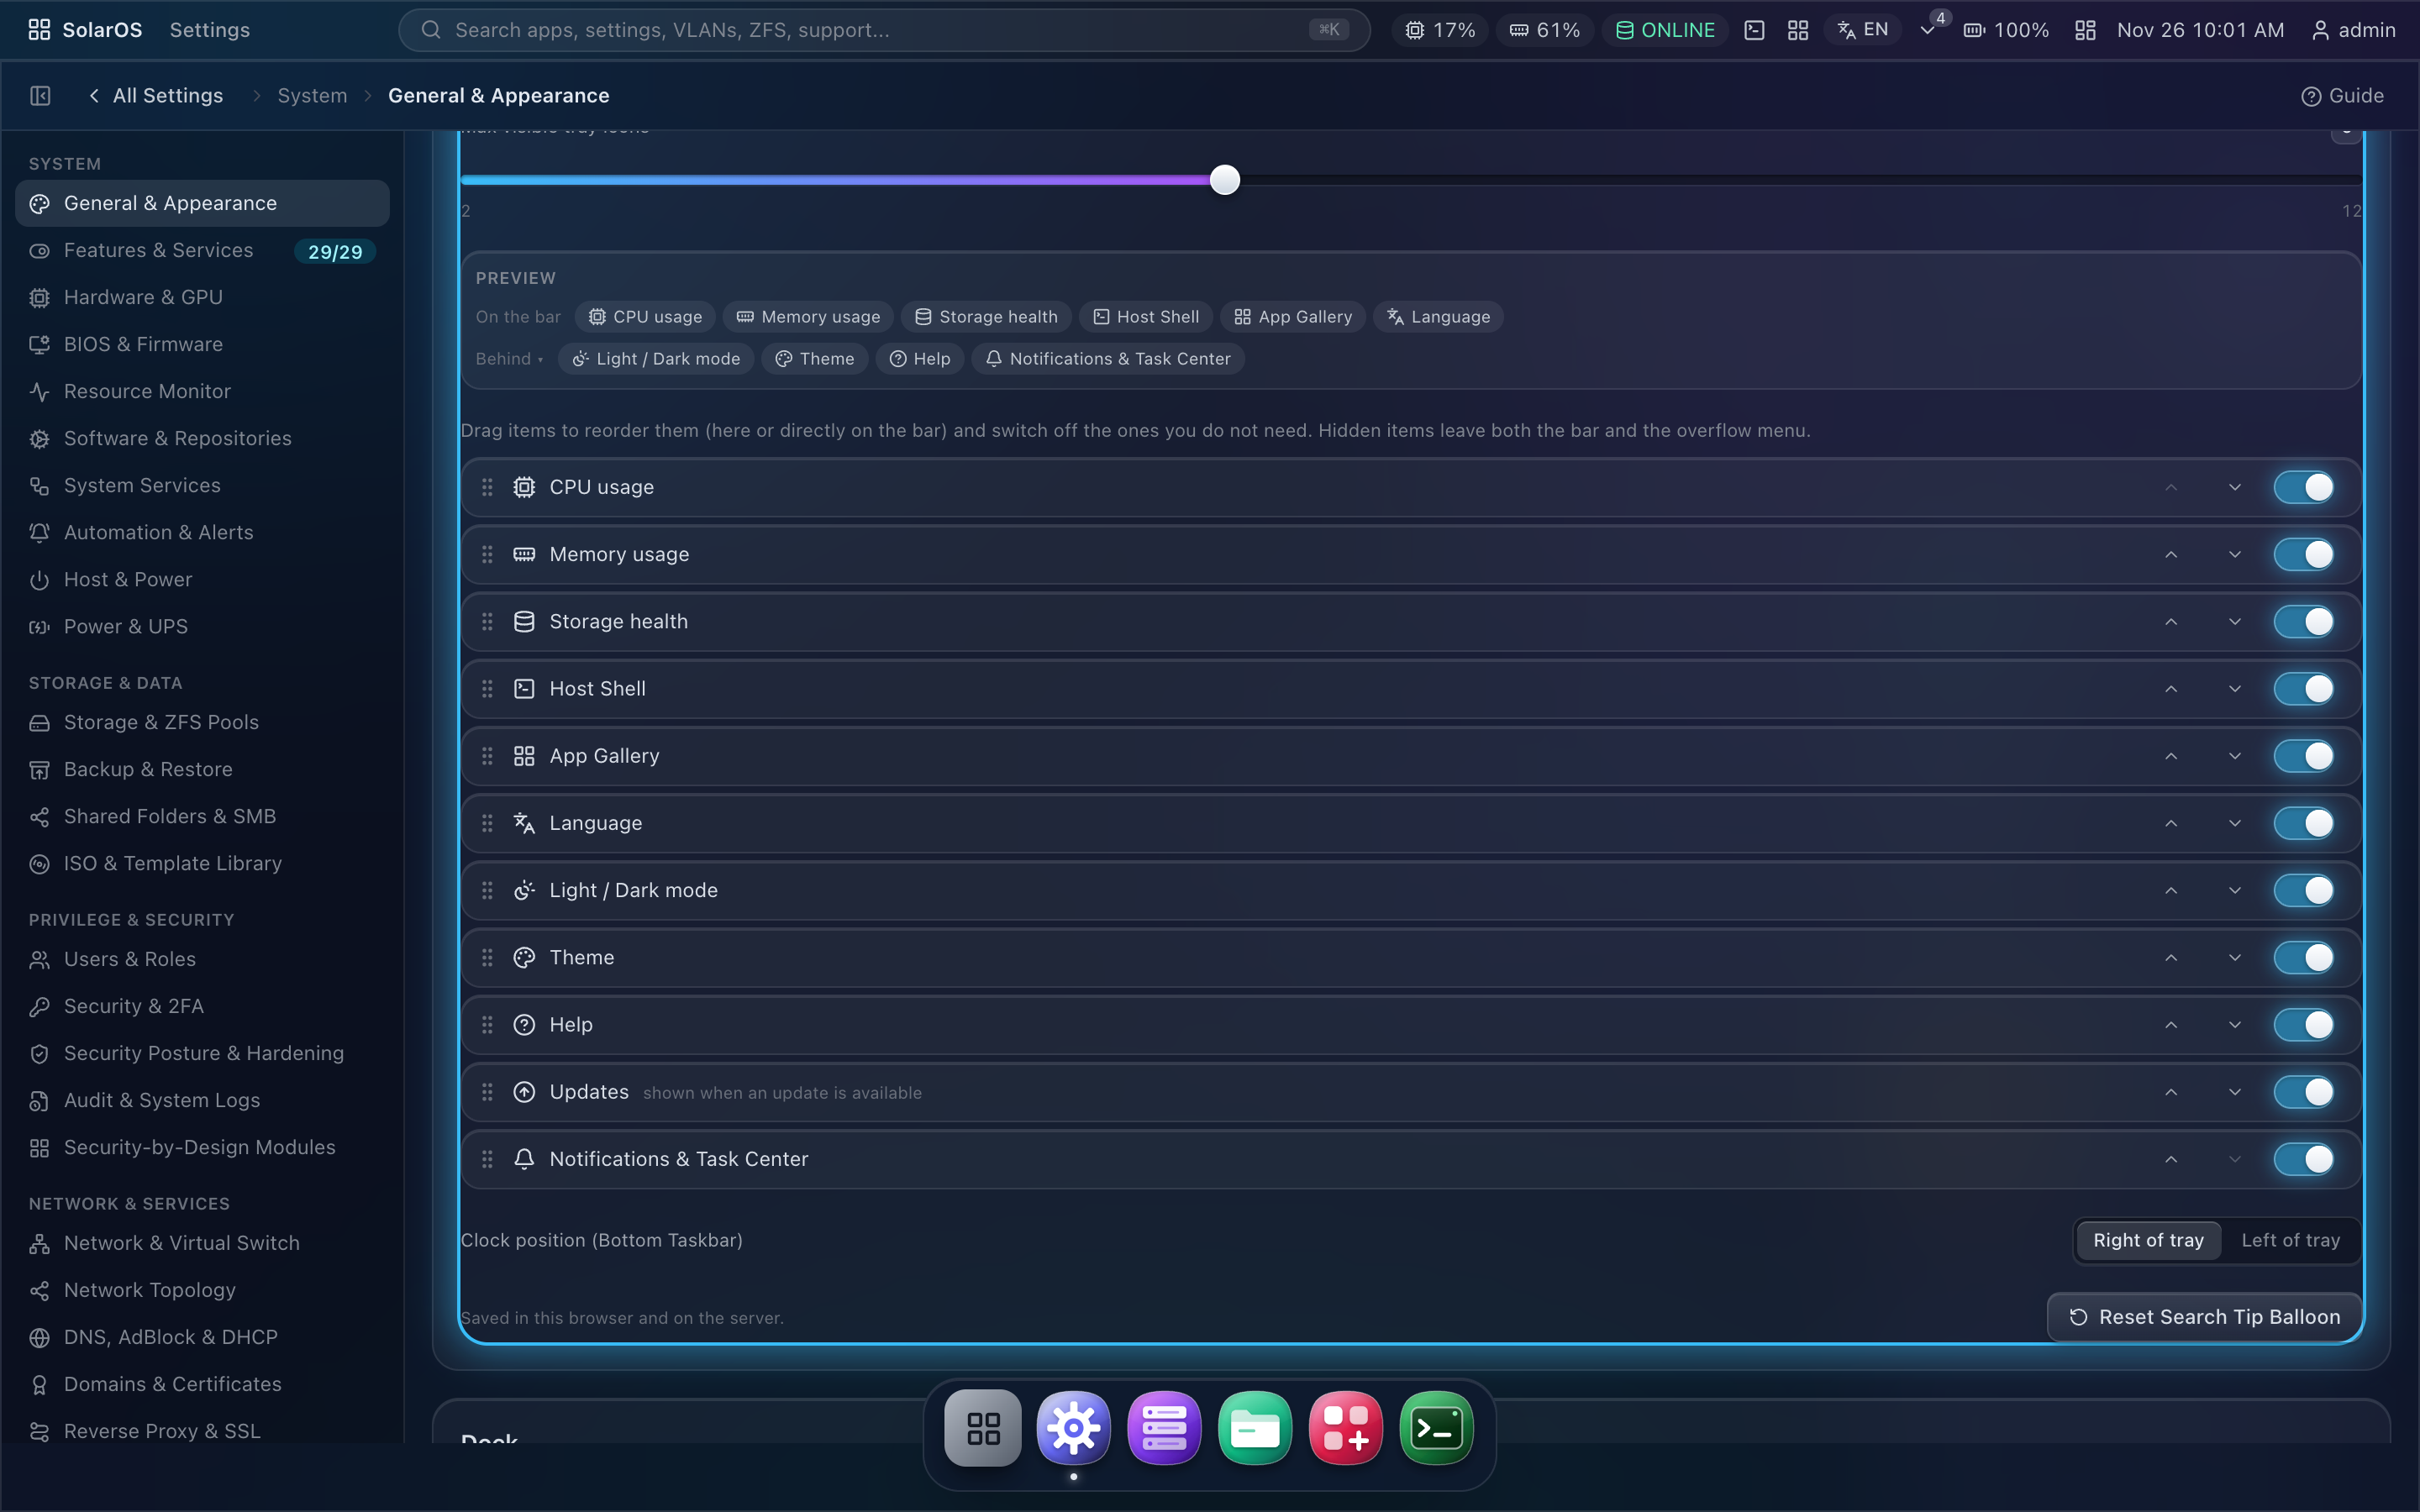 SolarOS Settings Search apps, settings, VLANs, ZFS, support... ⌘K 17% 61% ONLINE EN 4 100% Nov 26 10:01 AM admin
All Settings System General & Appearance Guide
SYSTEM
General & Appearance
Features & Services 29/29
Hardware & GPU
BIOS & Firmware
Resource Monitor
Software & Repositories
System Services
Automation & Alerts
Host & Power
Power & UPS
STORAGE & DATA
Storage & ZFS Pools
Backup & Restore
Shared Folders & SMB
ISO & Template Library
PRIVILEGE & SECURITY
Users & Roles
Security & 2FA
Security Posture & Hardening
Audit & System Logs
Security-by-Design Modules
NETWORK & SERVICES
Network & Virtual Switch
Network Topology
DNS, AdBlock & DHCP
Domains & Certificates
Reverse Proxy & SSL
2 12
PREVIEW
On the bar CPU usage Memory usage Storage health Host Shell App Gallery Language
Behind Light / Dark mode Theme Help Notifications & Task Center
Drag items to reorder them (here or directly on the bar) and switch off the ones you do not need. Hidden items leave both the bar and the overflow menu.
CPU usage
Memory usage
Storage health
Host Shell
App Gallery
Language
Light / Dark mode
Theme
Help
Updates shown when an update is available
Notifications & Task Center
Clock position (Bottom Taskbar) Right of tray Left of tray
Saved in this browser and on the server. Reset Search Tip Balloon
Dock